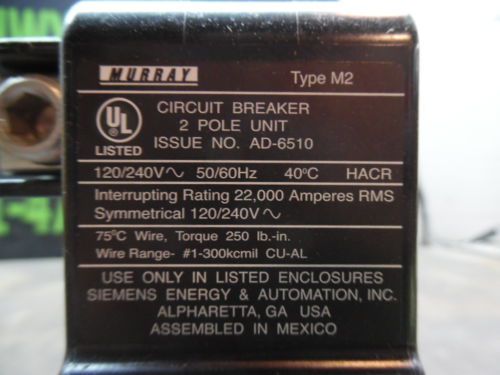 MURRAY Type M2
UL
LISTED
CIRCUIT BREAKER
2 POLE UNIT
ISSUE NO. AD-6510
120/240V~ 50/60Hz 40°C HACR
Interrupting Rating 22,000 Amperes RMS
Symmetrical 120/240V~
75°C Wire, Torque 250 lb.-in.
Wire Range- #1-300kcmil CU-AL
USE ONLY IN LISTED ENCLOSURES
SIEMENS ENERGY & AUTOMATION, INC.
ALPHARETTA, GA USA
ASSEMBLED IN MEXICO